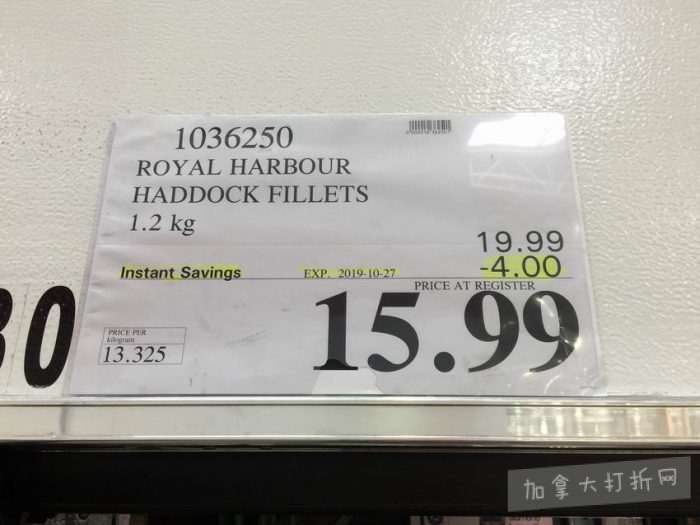 1036250
ROYAL HARBOUR
HADDOCK FILLETS
1.2 kg
19.99
Instant Savings EXP. 2019-10-27 -4.00
PRICE AT REGISTER
15.99
PRICE PER
kilogram
13.325
0
加拿大打折网